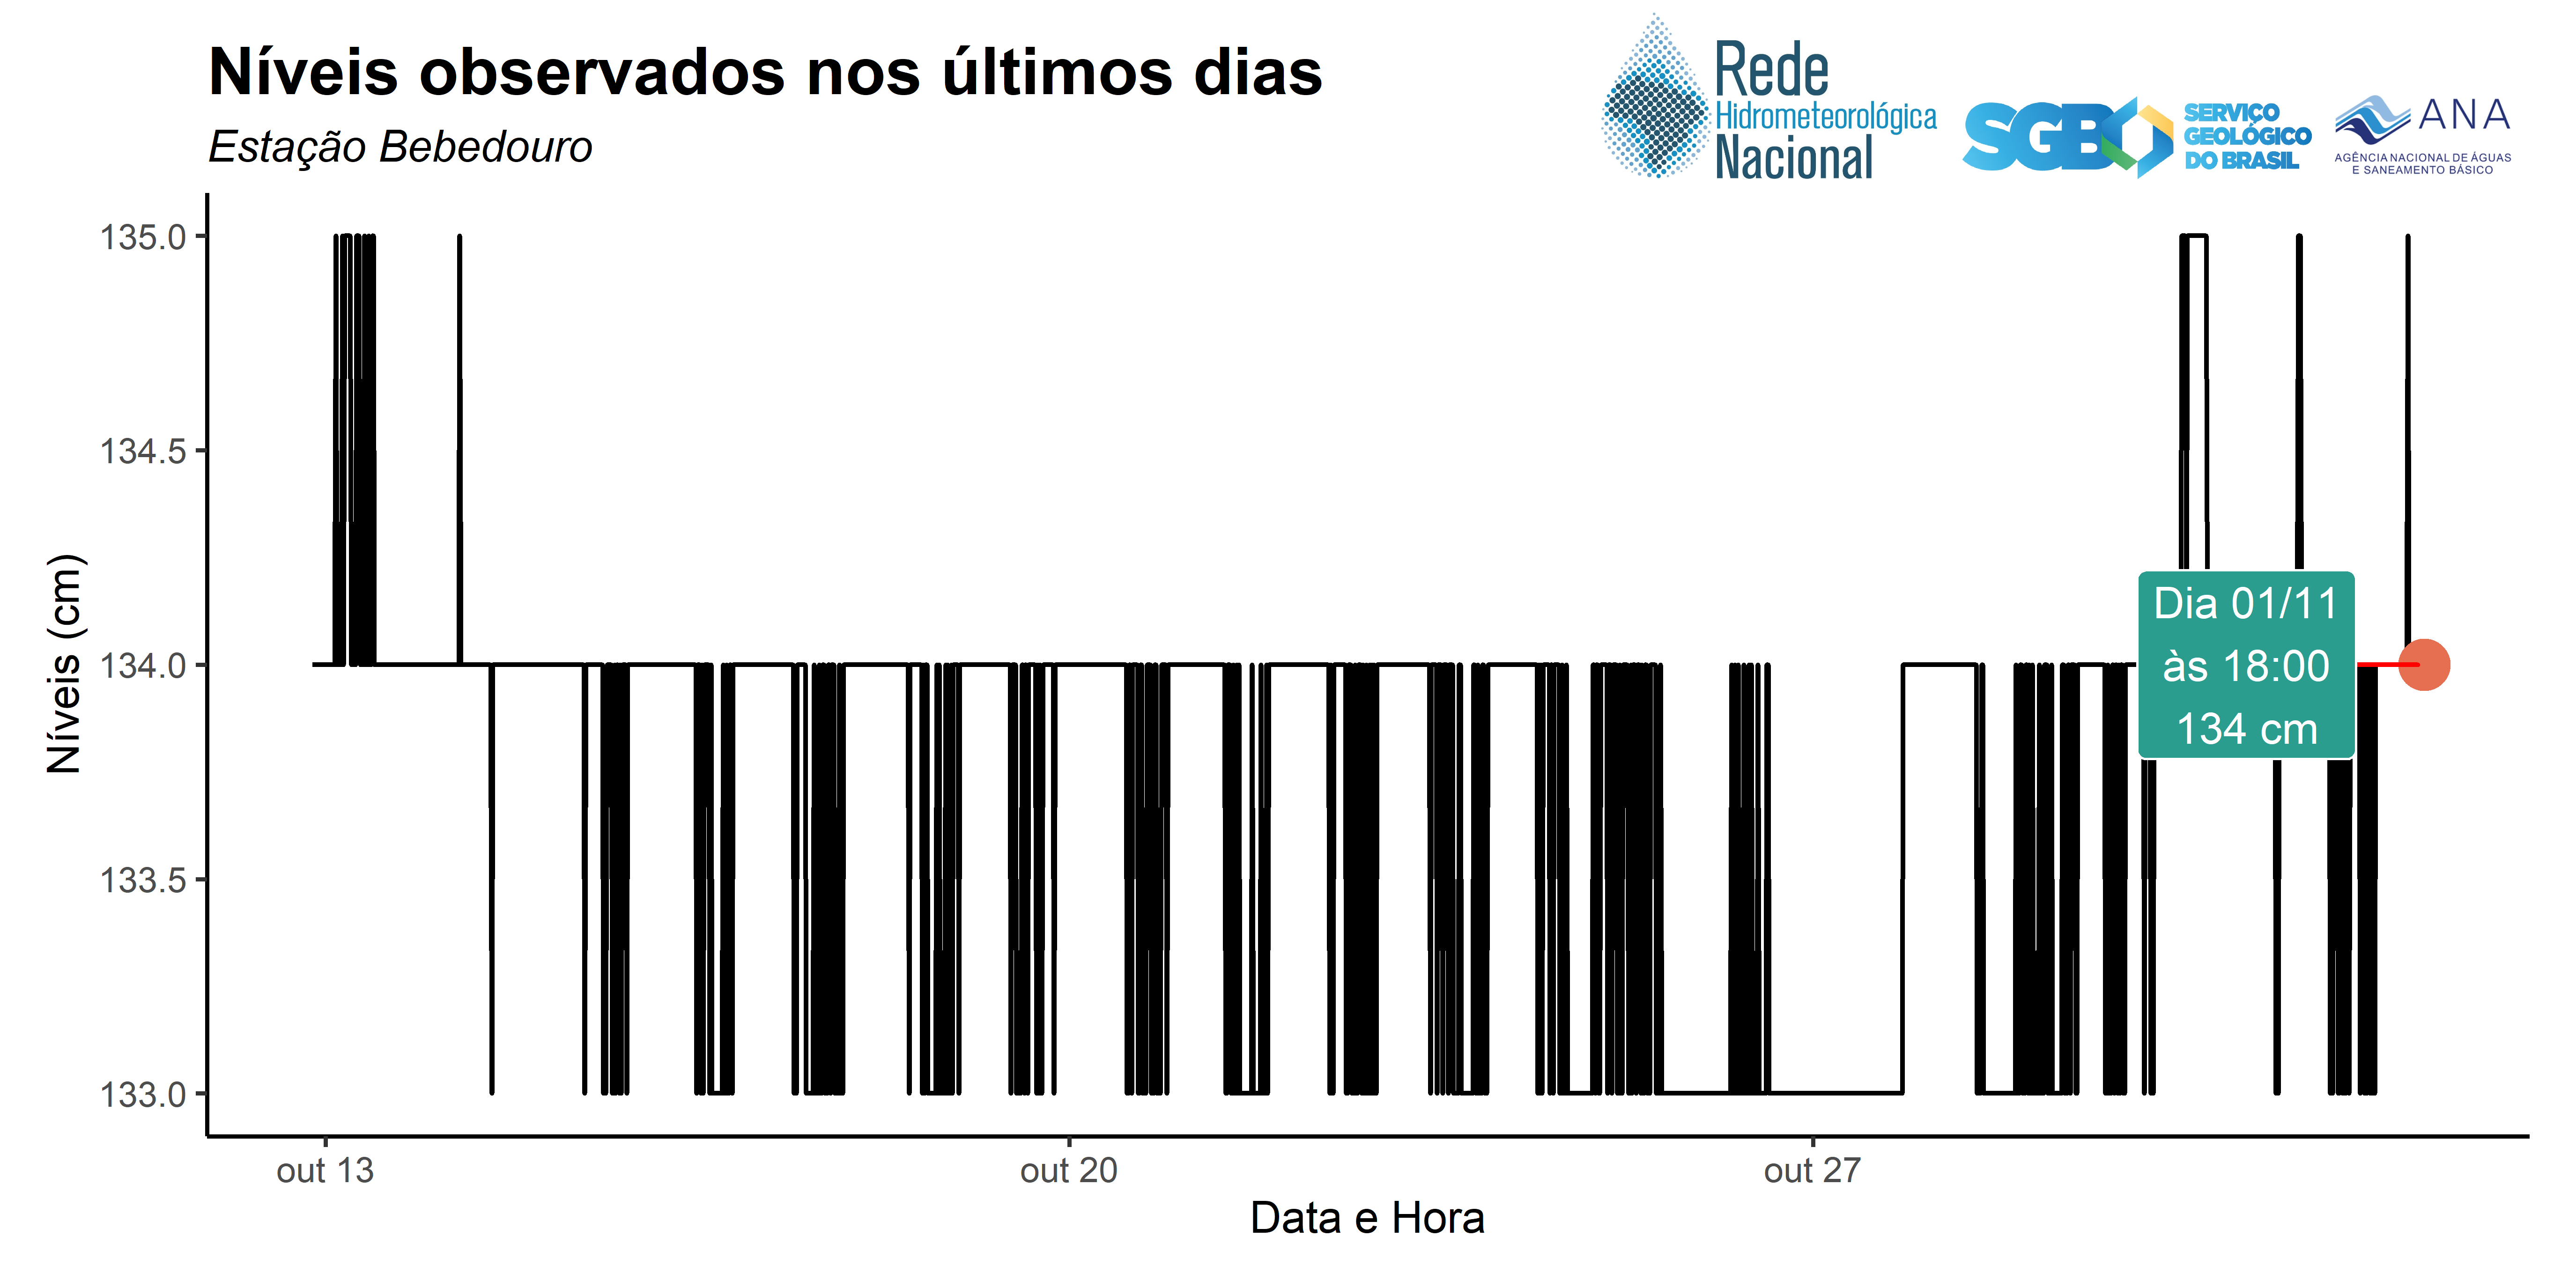 Níveis observados nos últimos dias
Estação Bebedouro
Rede
Hidrometeorológica
Nacional
SGB
SERVIÇO
GEOLÓGICO
DO BRASIL
ANA
AGÊNCIA NACIONAL DE ÁGUAS
E SANEAMENTO BÁSICO
Níveis (cm)
135.0
134.5
134.0
133.5
133.0
Dia 01/11
às 18:00
134 cm
out 13
out 20
out 27
Data e Hora